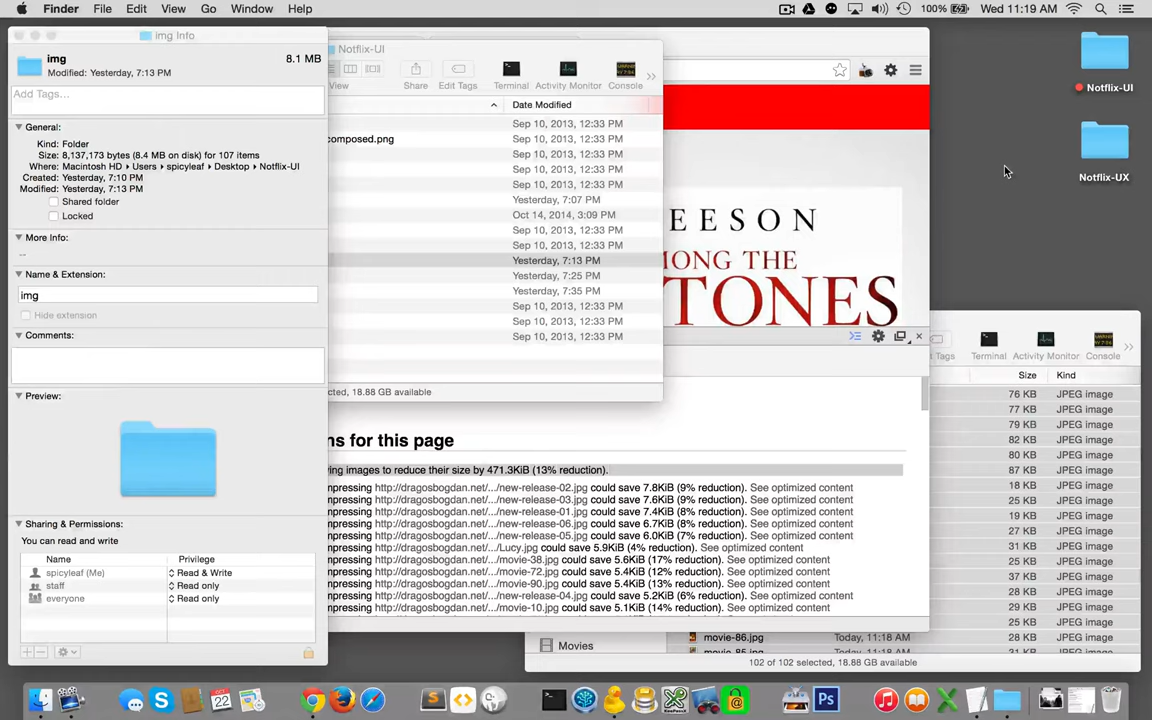 Finder File Edit View Go Window Help 100% Wed 11:19 AM
img Info
img 8.1 MB
Modified: Yesterday, 7:13 PM
Add Tags...
General:
Kind: Folder
Size: 8,137,173 bytes (8.4 MB on disk) for 107 items
Where: Macintosh HD ▸ Users ▸ spicyleaf ▸ Desktop ▸ Notflix-UI
Created: Yesterday, 7:10 PM
Modified: Yesterday, 7:13 PM
Shared folder
Locked
More Info:
--
Name & Extension:
img
Hide extension
Comments:
Preview:
Sharing & Permissions:
You can read and write
Name Privilege
spicyleaf (Me) Read & Write
staff Read only
everyone Read only
Notflix-UI
View Share Edit Tags Terminal Activity Monitor Console
Date Modified
Sep 10, 2013, 12:33 PM
composed.png Sep 10, 2013, 12:33 PM
Sep 10, 2013, 12:33 PM
Sep 10, 2013, 12:33 PM
Sep 10, 2013, 12:33 PM
Yesterday, 7:07 PM
Oct 14, 2014, 3:09 PM
Sep 10, 2013, 12:33 PM
Sep 10, 2013, 12:33 PM
Yesterday, 7:13 PM
Yesterday, 7:25 PM
Yesterday, 7:35 PM
Sep 10, 2013, 12:33 PM
Sep 10, 2013, 12:33 PM
Sep 10, 2013, 12:33 PM
cted, 18.88 GB available
EESON
MONG THE
TONES
ns for this page
ving images to reduce their size by 471.3KiB (13% reduction).
mpressing http://dragosbogdan.net/.../new-release-02.jpg could save 7.8KiB (9% reduction). See optimized content
mpressing http://dragosbogdan.net/.../new-release-03.jpg could save 7.6KiB (9% reduction). See optimized content
mpressing http://dragosbogdan.net/.../new-release-01.jpg could save 7.4KiB (8% reduction). See optimized content
mpressing http://dragosbogdan.net/.../new-release-06.jpg could save 6.7KiB (8% reduction). See optimized content
mpressing http://dragosbogdan.net/.../new-release-05.jpg could save 6.0KiB (7% reduction). See optimized content
mpressing http://dragosbogdan.net/.../Lucy.jpg could save 5.9KiB (4% reduction). See optimized content
mpressing http://dragosbogdan.net/.../movie-38.jpg could save 5.6KiB (17% reduction). See optimized content
mpressing http://dragosbogdan.net/.../movie-72.jpg could save 5.4KiB (12% reduction). See optimized content
mpressing http://dragosbogdan.net/.../movie-90.jpg could save 5.4KiB (13% reduction). See optimized content
mpressing http://dragosbogdan.net/.../new-release-04.jpg could save 5.2KiB (6% reduction). See optimized content
mpressing http://dragosbogdan.net/.../movie-10.jpg could save 5.1KiB (14% reduction). See optimized content
Notflix-UI
Notflix-UX
Tags Terminal Activity Monitor Console
Size Kind
76 KB JPEG image
77 KB JPEG image
79 KB JPEG image
82 KB JPEG image
80 KB JPEG image
87 KB JPEG image
18 KB JPEG image
25 KB JPEG image
19 KB JPEG image
27 KB JPEG image
31 KB JPEG image
25 KB JPEG image
37 KB JPEG image
28 KB JPEG image
29 KB JPEG image
25 KB JPEG image
Movies movie-86.jpg Today, 11:18 AM 28 KB JPEG image
movie-85.jpg Today, 11:18 AM 31 KB JPEG image
102 of 102 selected, 18.88 GB available
OCT
22
Ps